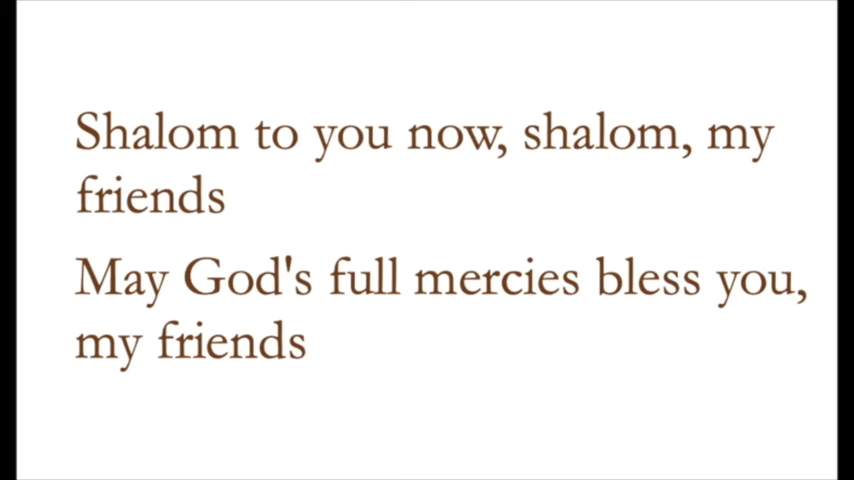 Shalom to you now, shalom, my
friends
May God's full mercies bless you,
my friends